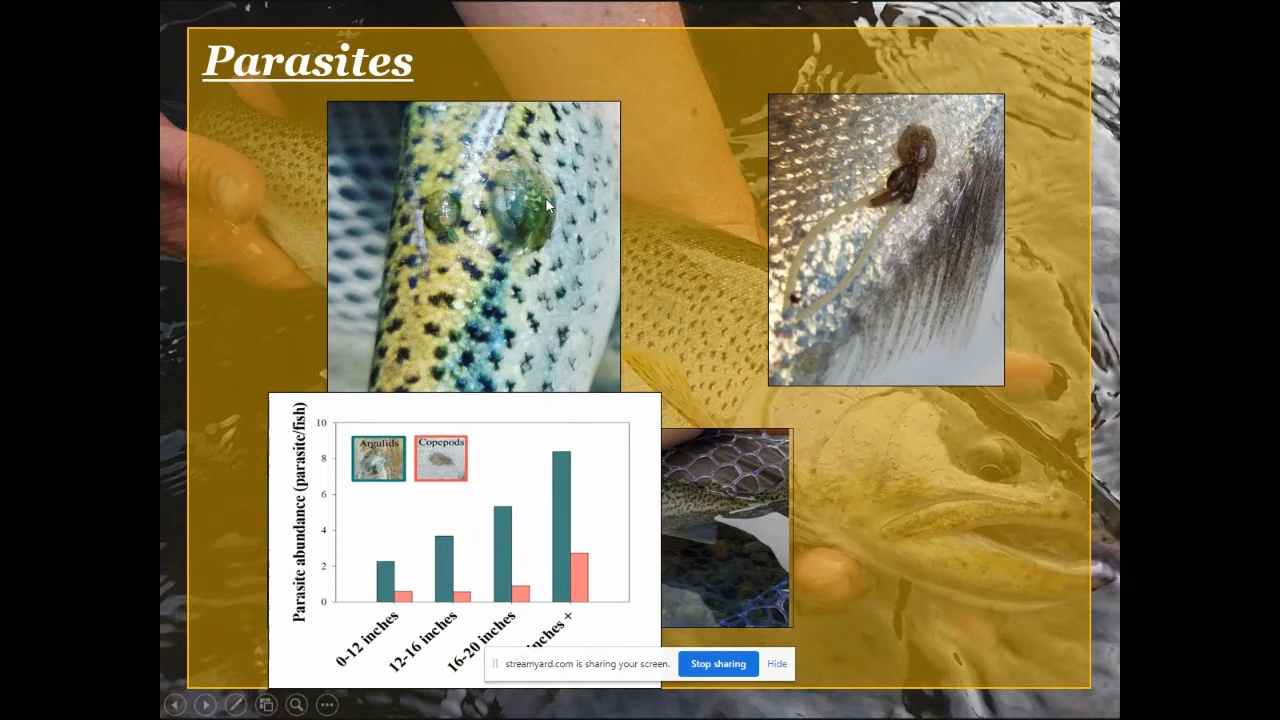 Parasites
Parasite abundance (parasite/fish)
10
8
6
4
2
0
Argulids
Copepods
0-12 inches
12-16 inches
16-20 inches
inches +
streamyard.com is sharing your screen.
Stop sharing
Hide